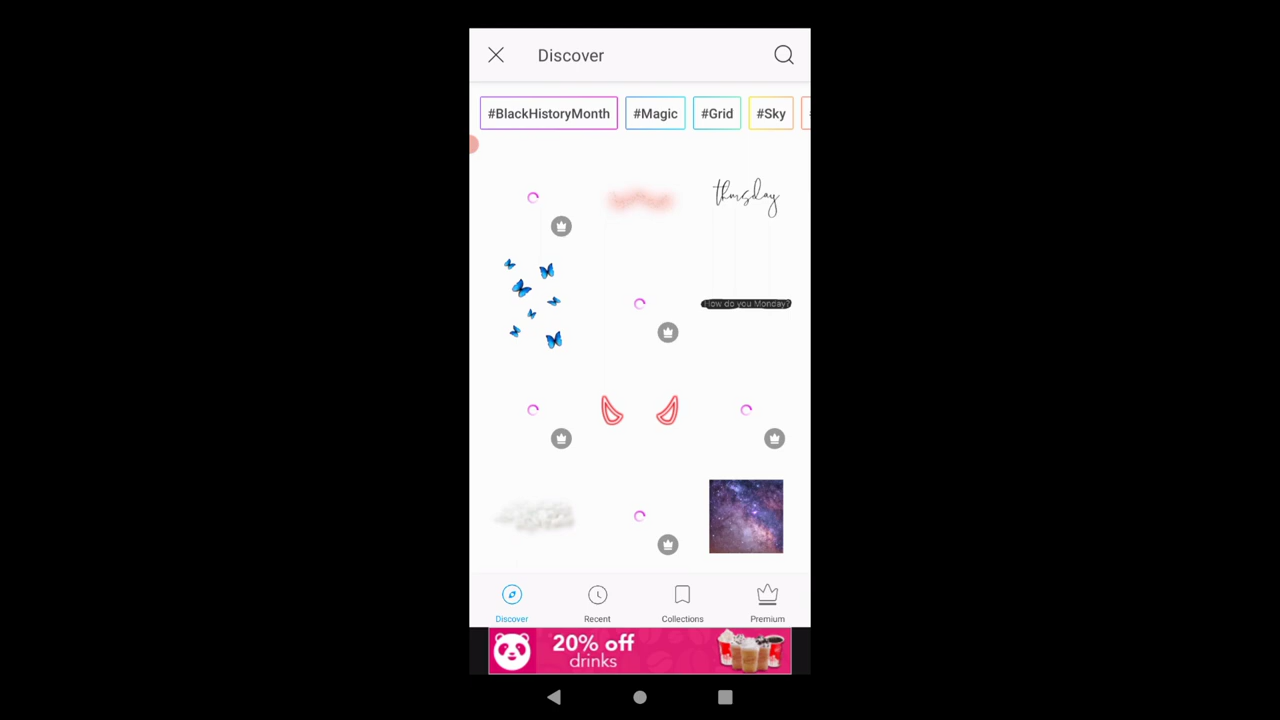 Discover
#BlackHistoryMonth #Magic #Grid #Sky
thursday
How do you Monday?
Discover Recent Collections Premium
20% off
drinks